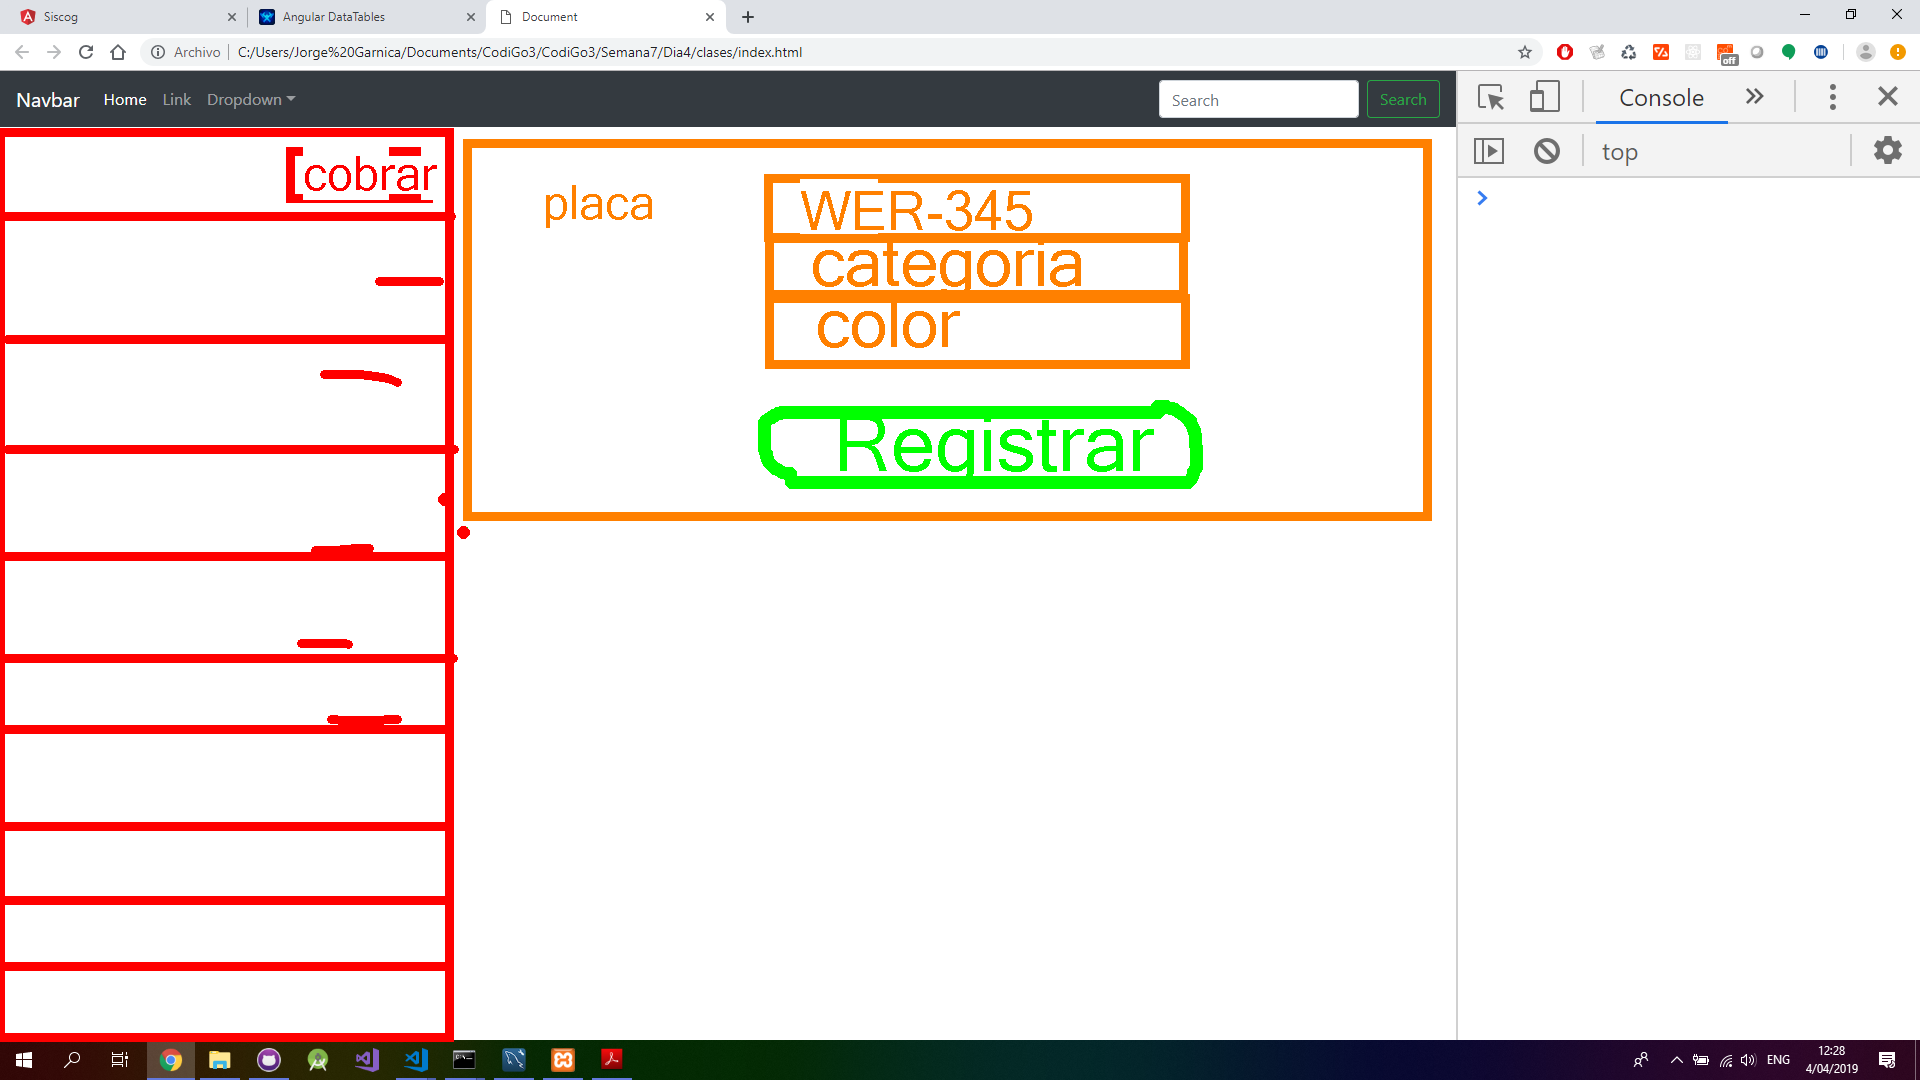 Siscog
Angular DataTables
Document
Archivo
C:/Users/Jorge%20Garnica/Documents/CodiGo3/CodiGo3/Semana7/Dia4/clases/index.html
off
Navbar Home Link Dropdown
Search
Search
Console
top
[cobrar
placa
WER-345
categoria
color
Registrar
ENG
12:28
4/04/2019